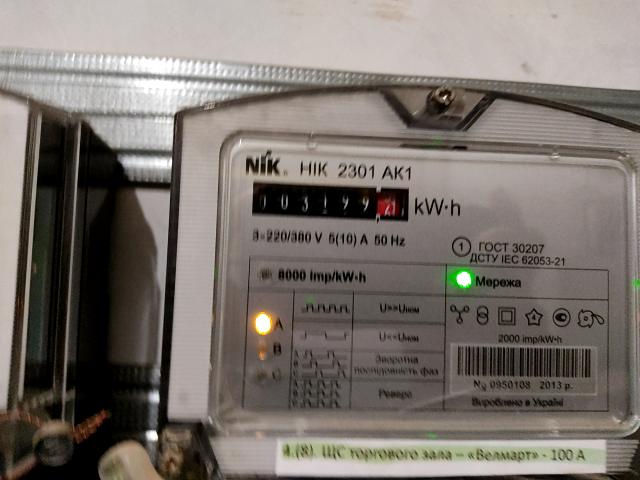 NiK НІК 2301 АК1
003199 2 kW·h
3~220/380 V 5(10) A 50 Hz
1 ГОСТ 30207
ДСТУ IEC 62053-21
8000 imp/kW·h
Мережа
A
U>>Uном
B
U<<Uном
C
Зворотна
послідовність фаз
Реверс
2000 imp/kW·h
№ 0950108 2013 р.
Вироблено в Україні
4.(8). ЩС торгового зала – «Велмарт» - 100 А